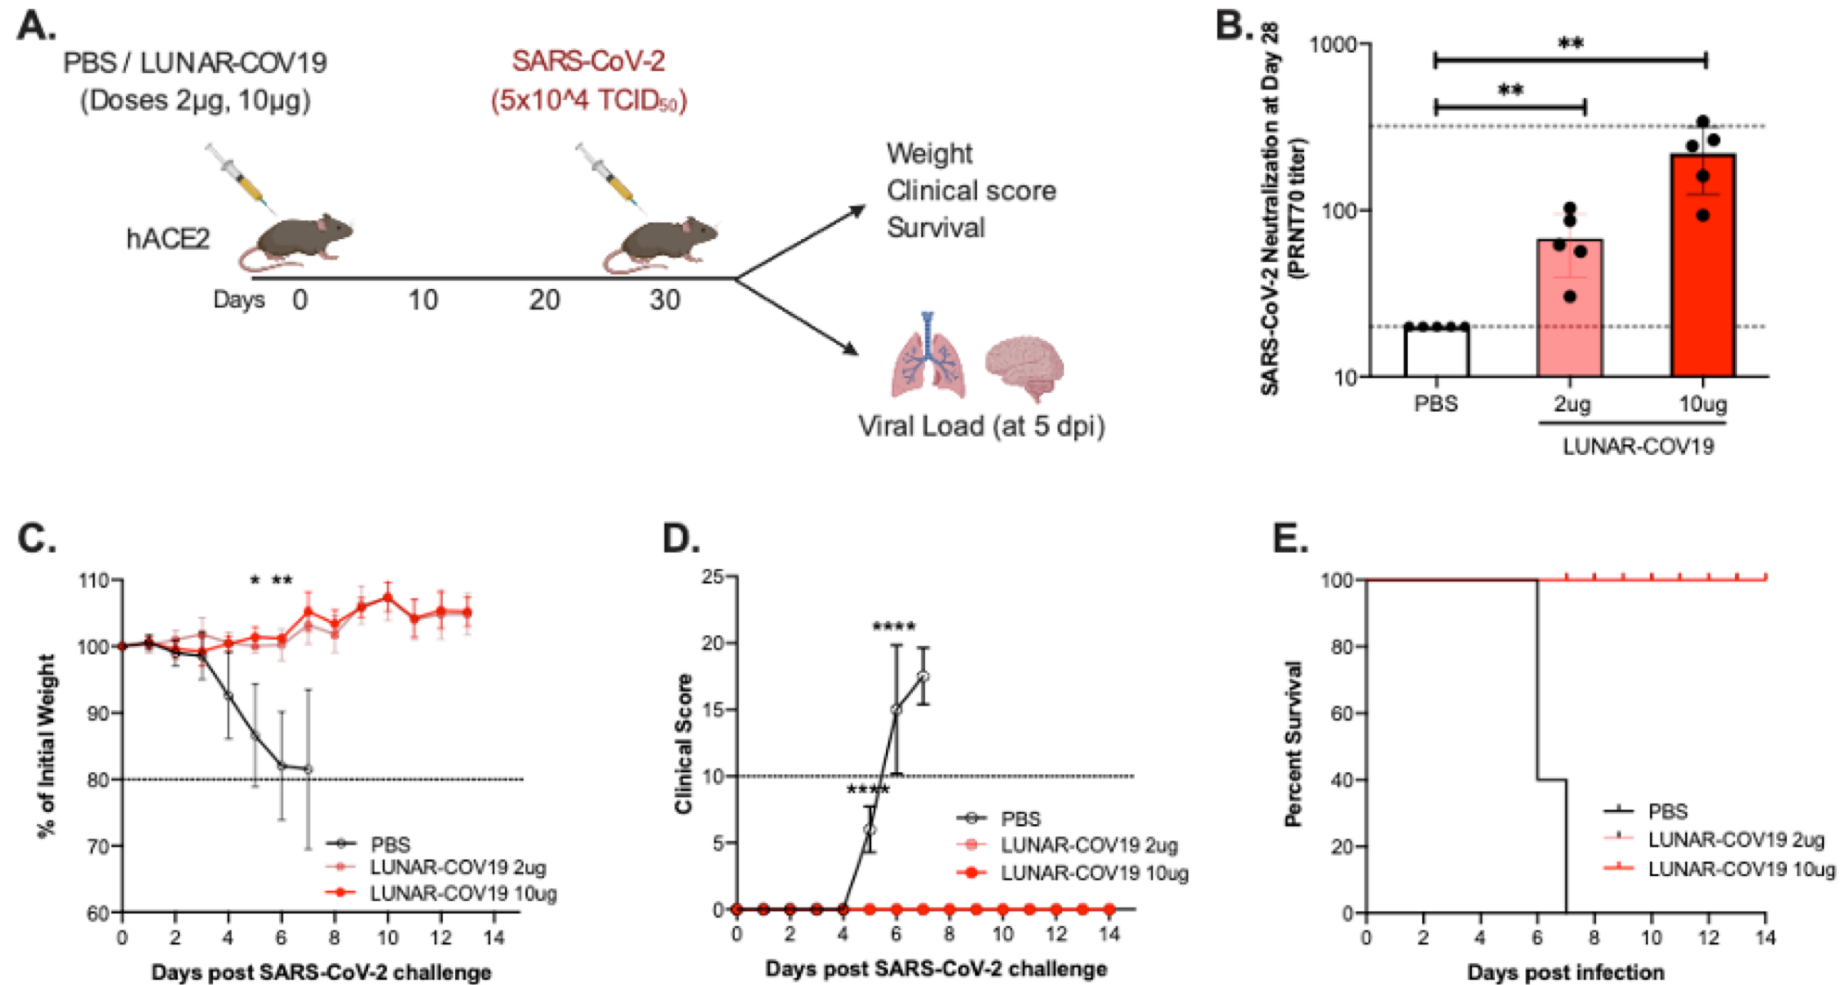 A.
PBS / LUNAR-COV19
(Doses 2µg, 10µg)
SARS-CoV-2
(5x10^4 TCID50)
hACE2
Days 0 10 20 30
Weight
Clinical score
Survival
Viral Load (at 5 dpi)
B.
SARS-CoV-2 Neutralization at Day 28
(PRNT70 titer)
1000
100
10
**
**
PBS 2ug 10ug
LUNAR-COV19
C.
% of Initial Weight
110
100
90
80
70
60
* **
PBS
LUNAR-COV19 2ug
LUNAR-COV19 10ug
0 2 4 6 8 10 12 14
Days post SARS-CoV-2 challenge
D.
Clinical Score
25
20
15
10
5
0
****
****
PBS
LUNAR-COV19 2ug
LUNAR-COV19 10ug
0 2 4 6 8 10 12 14
Days post SARS-CoV-2 challenge
E.
Percent Survival
100
80
60
40
20
0
PBS
LUNAR-COV19 2ug
LUNAR-COV19 10ug
0 2 4 6 8 10 12 14
Days post infection